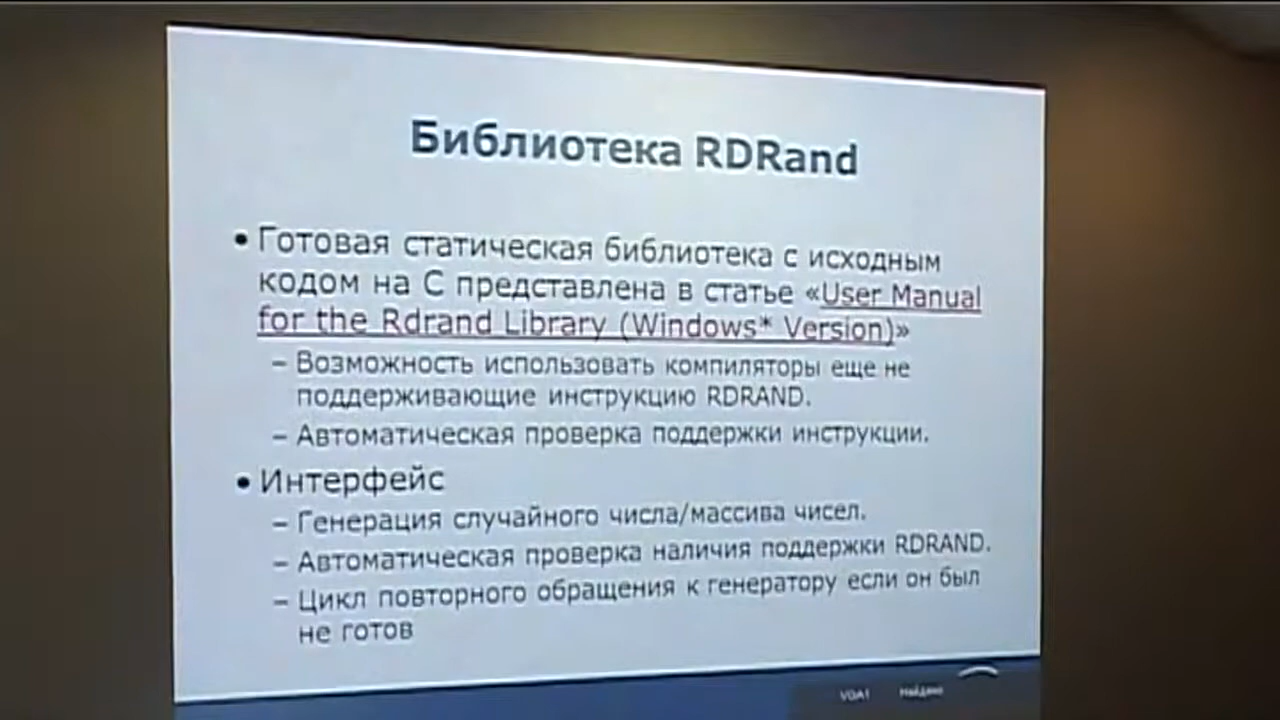 Библиотека RDRand
• Готовая статическая библиотека с исходным
кодом на С представлена в статье «User Manual
for the Rdrand Library (Windows* Version)»
– Возможность использовать компиляторы еще не
поддерживающие инструкцию RDRAND.
– Автоматическая проверка поддержки инструкции.
• Интерфейс
– Генерация случайного числа/массива чисел.
– Автоматическая проверка наличия поддержки RDRAND.
– Цикл повторного обращения к генератору если он был
не готов
VGA1 Найдено